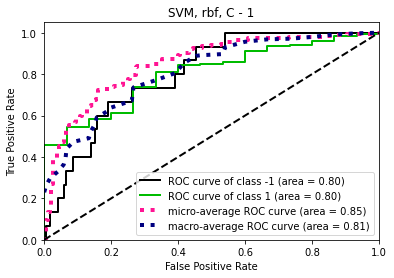 SVM, rbf, C - 1
True Positive Rate
1.0
0.8
0.6
0.4
0.2
0.0
ROC curve of class -1 (area = 0.80)
ROC curve of class 1 (area = 0.80)
micro-average ROC curve (area = 0.85)
macro-average ROC curve (area = 0.81)
0.0 0.2 0.4 0.6 0.8 1.0
False Positive Rate